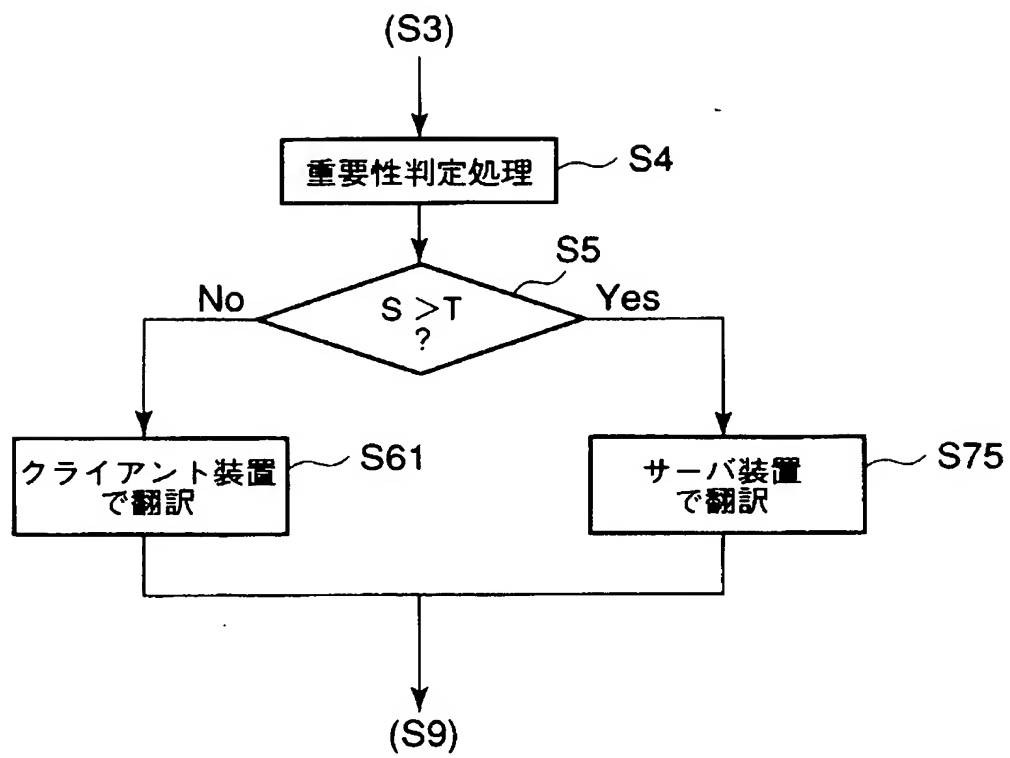 (S3)
重要性判定処理
S4
S5
No
S >T
?
Yes
クライアント装置
で翻訳
S61
サーバ装置
で翻訳
S75
(S9)